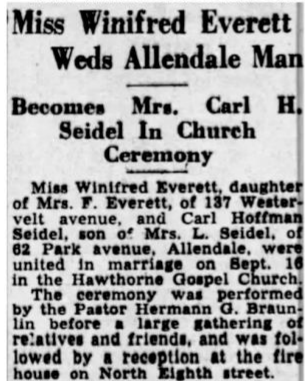 Miss Winifred Everett
Weds Allendale Man
Becomes Mrs. Carl H.
Seidel In Church
Ceremony
Miss Winifred Everett, daughter
of Mrs. F. Everett, of 137 Wester-
velt avenue, and Carl Hoffman
Seidel, son of Mrs. L. Seidel, of
62 Park avenue, Allendale, were
united in marriage on Sept. 16
in the Hawthorne Gospel Church.
The ceremony was performed
by the Pastor Hermann G. Braun-
lin before a large gathering of
relatives and friends, and was fol-
lowed by a reception at the fire
house on North Eighth street.